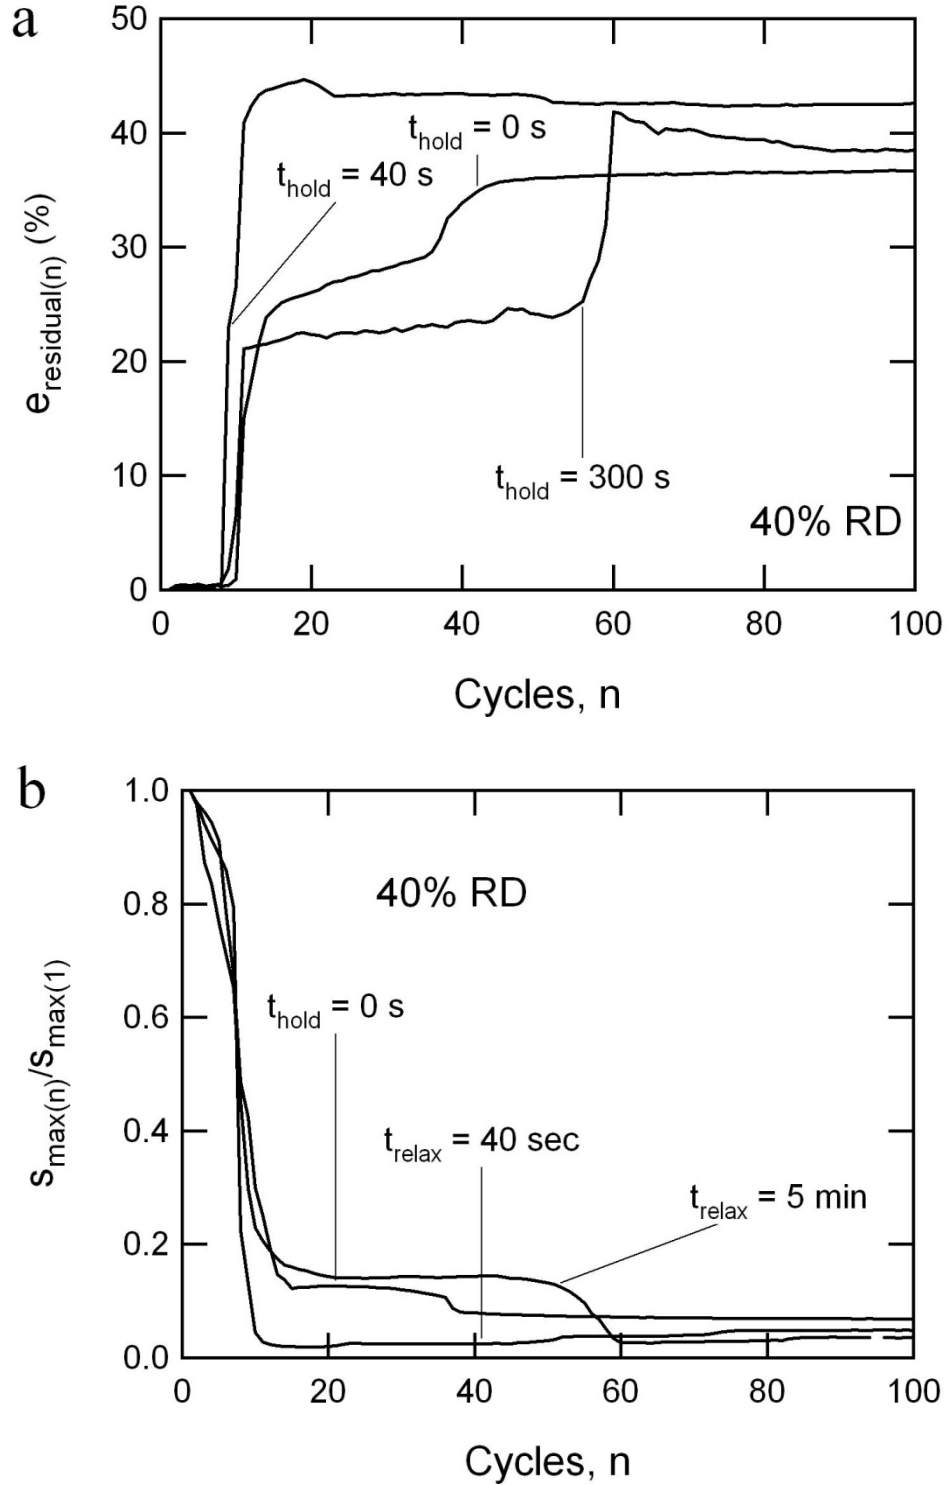 a
50
40
30
20
10
0
e_residual(n) (%)
t_hold = 0 s
t_hold = 40 s
t_hold = 300 s
40% RD
0 20 40 60 80 100
Cycles, n
b
1.0
0.8
0.6
0.4
0.2
0.0
s_max(n)/s_max(1)
40% RD
t_hold = 0 s
t_relax = 40 sec
t_relax = 5 min
0 20 40 60 80 100
Cycles, n